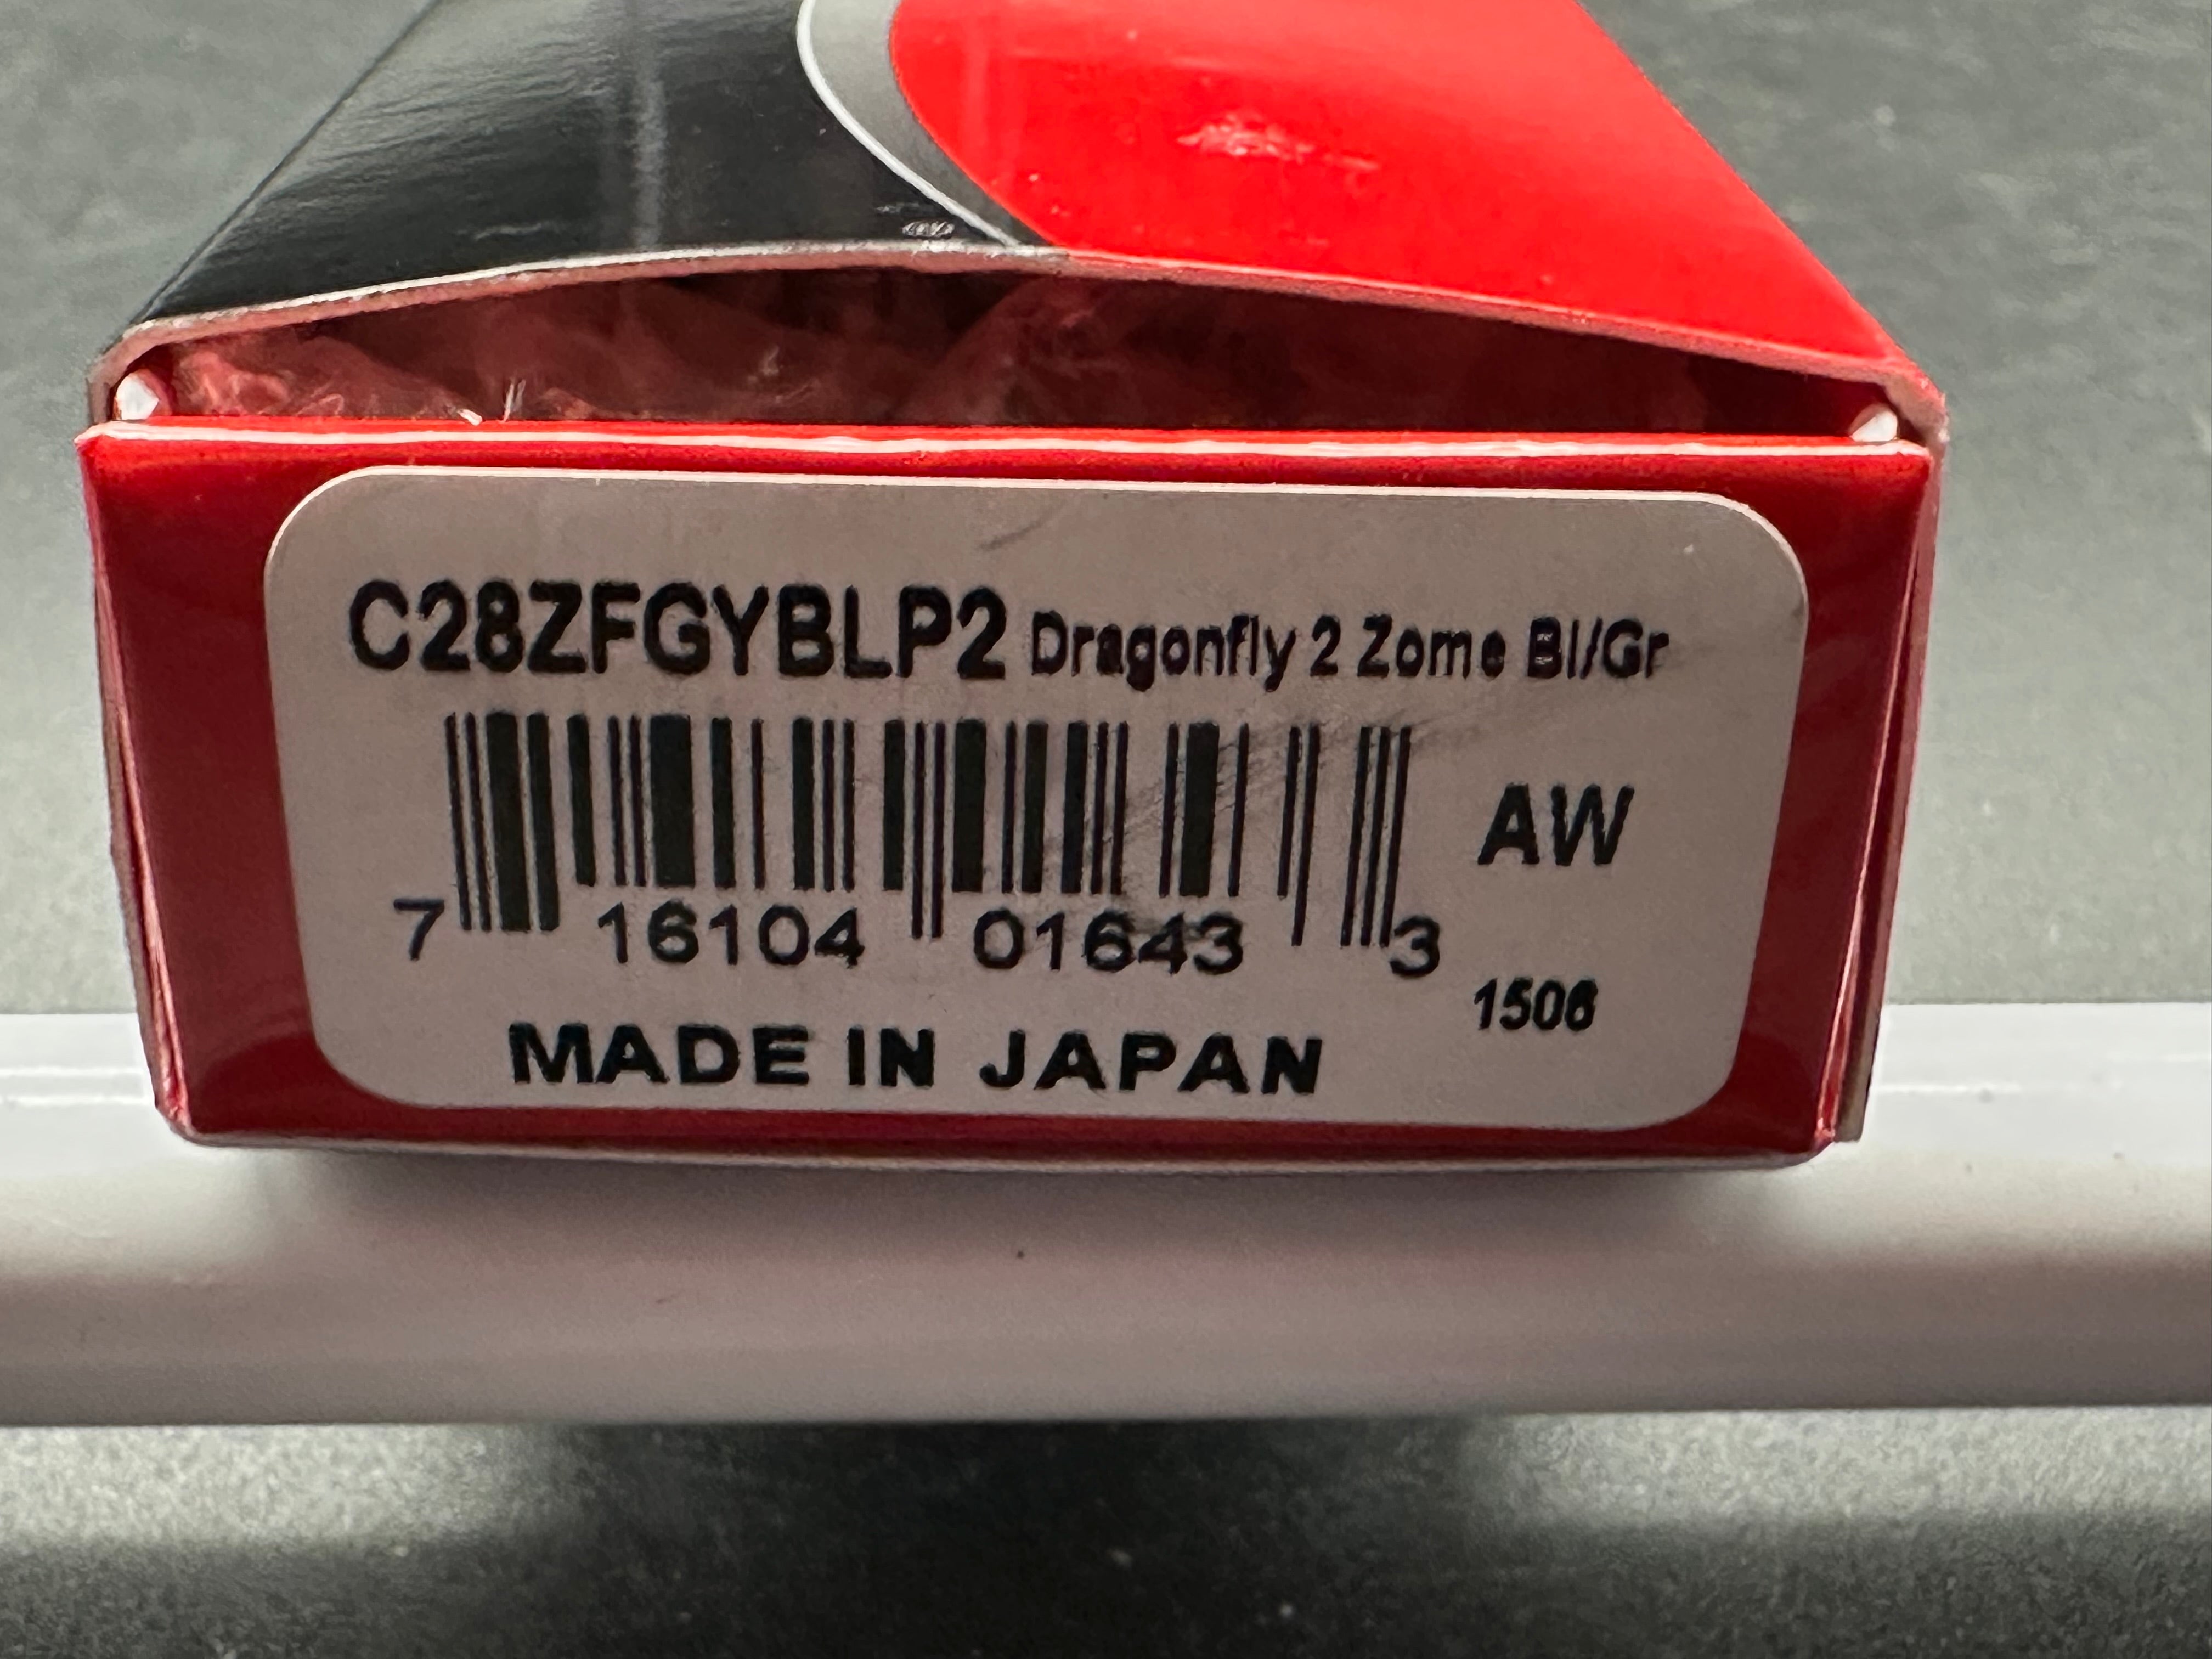 C28ZFGYBLP2 Dragonfly 2 Zome Bl/Gr
AW
7 16104 01643 3
1506
MADE IN JAPAN